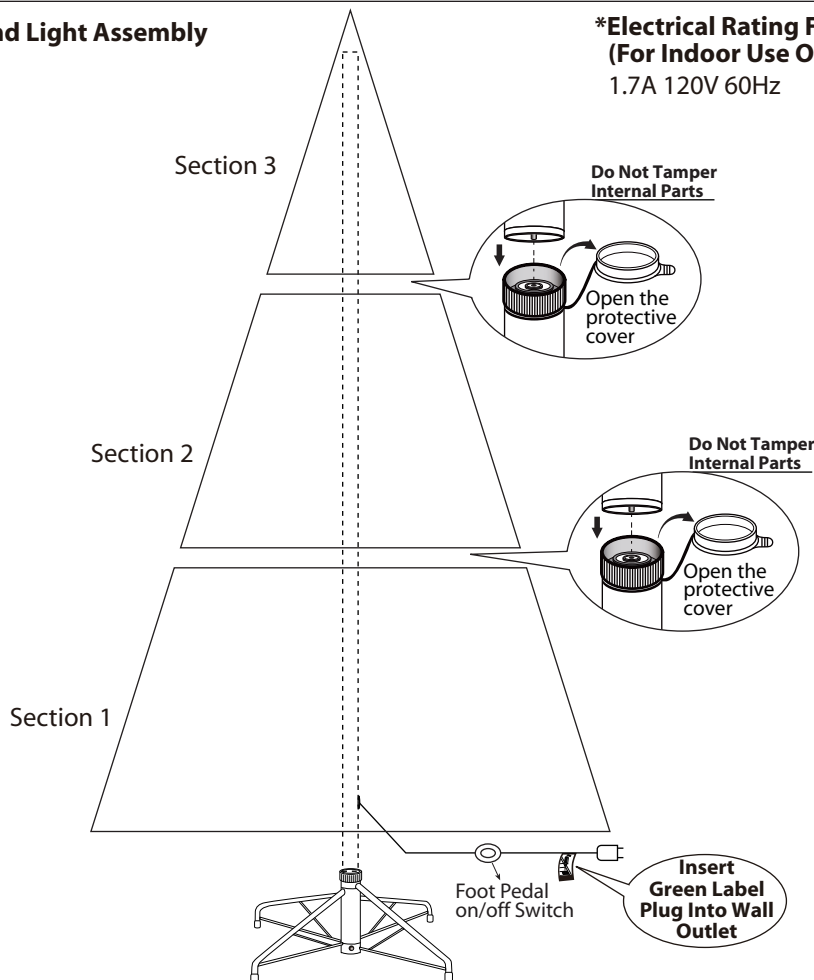 nd Light Assembly
*Electrical Rating F
(For Indoor Use O
1.7A 120V 60Hz
Section 3
Do Not Tamper
Internal Parts
Open the
protective
cover
Section 2
Do Not Tamper
Internal Parts
Open the
protective
cover
Section 1
Foot Pedal
on/off Switch
Insert
Green Label
Plug Into Wall
Outlet